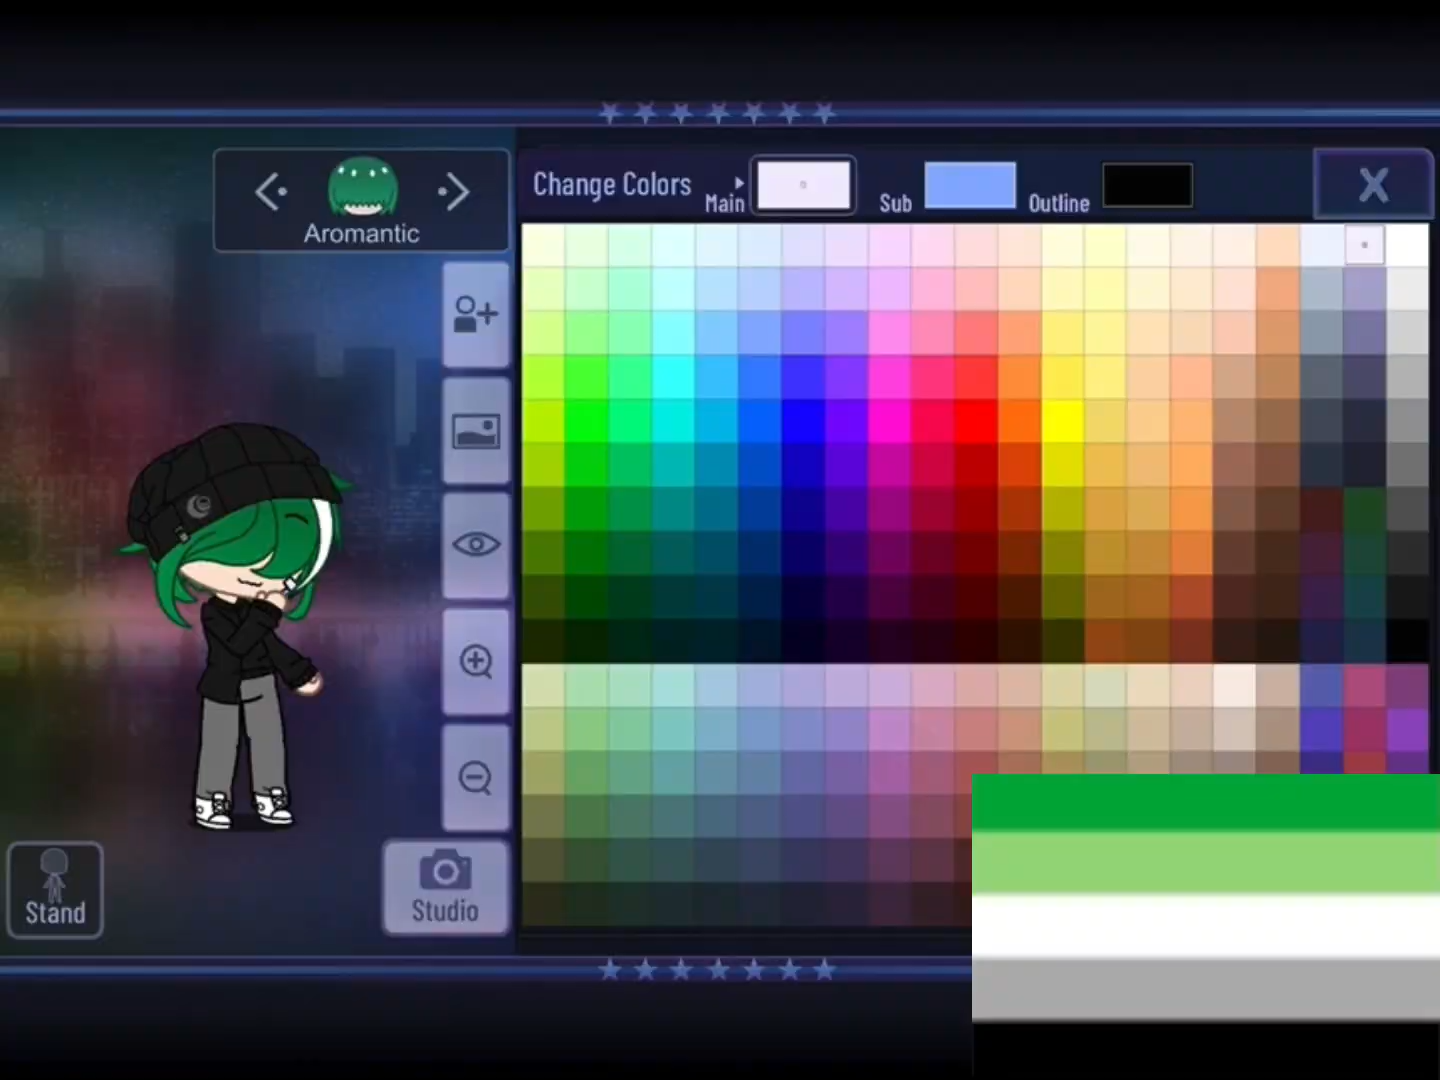 Aromantic
Change Colors
Main
Sub
Outline
X
Stand
Studio